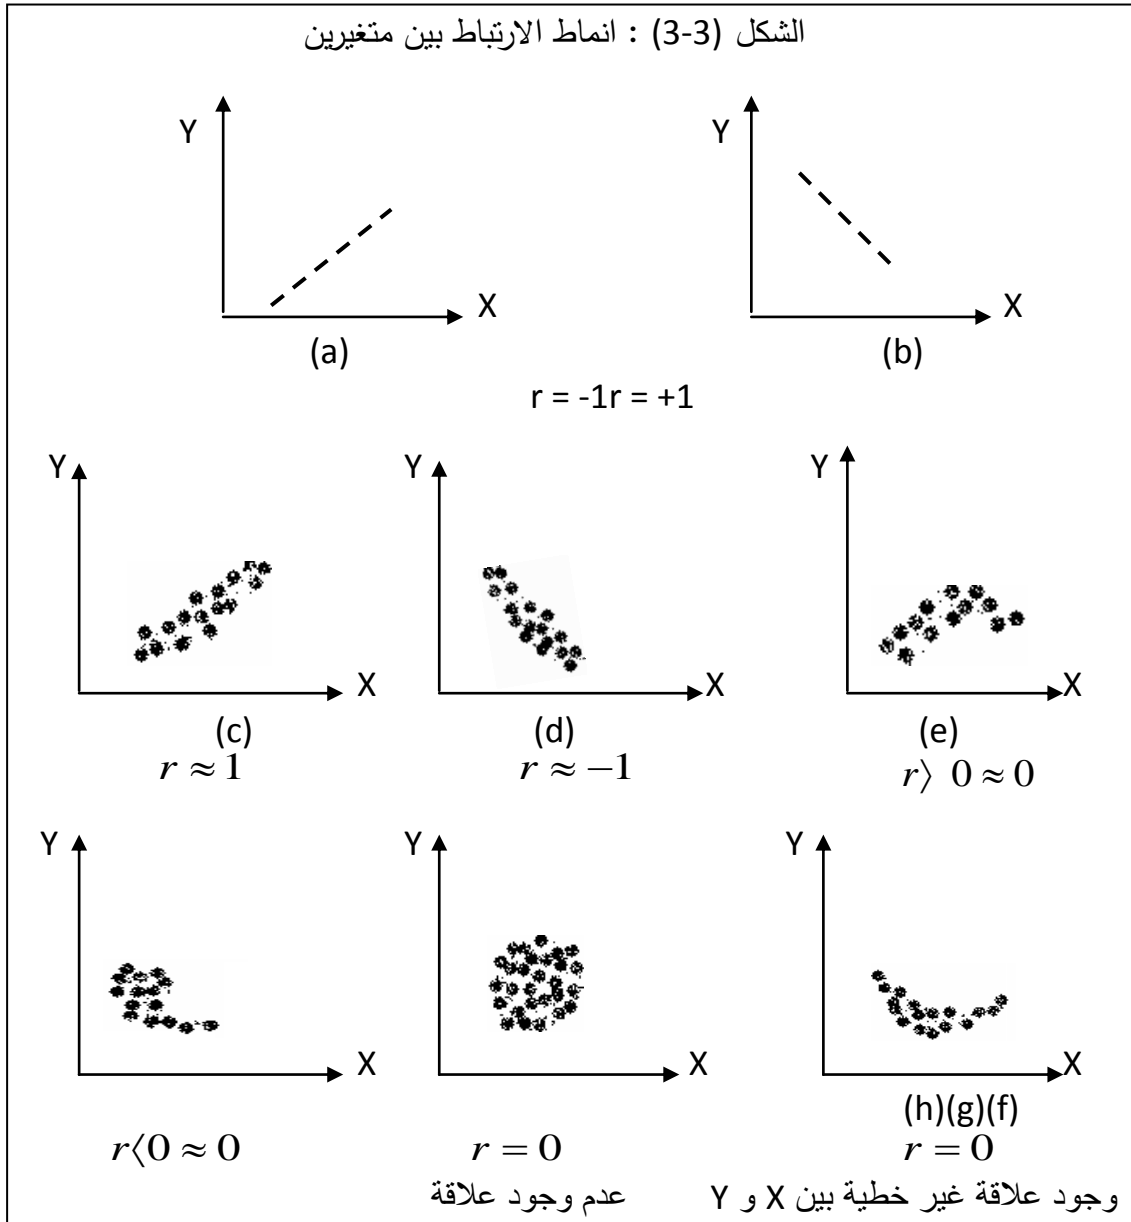 الشكل (3-3) : انماط الارتباط بين متغيرين
Y
X
(a)
Y
X
(b)
r = -1r = +1
Y
X
(c)
r ≈ 1
Y
X
(d)
r ≈ −1
Y
X
(e)
r〉 0 ≈ 0
Y
X
r〈0 ≈ 0
Y
X
r = 0
عدم وجود علاقة
Y
X
(h)(g)(f)
r = 0
وجود علاقة غير خطية بين X و Y